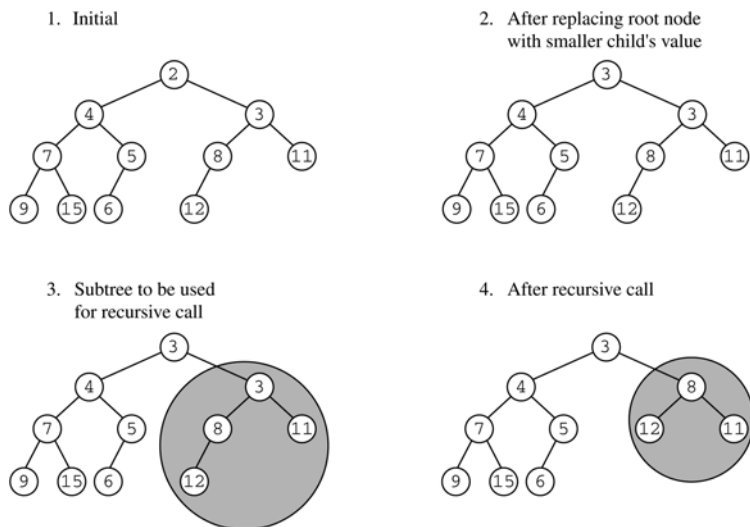 1. Initial
2
4 3
7 5 8 11
9 15 6 12
2. After replacing root node
with smaller child's value
3
4 3
7 5 8 11
9 15 6 12
3. Subtree to be used
for recursive call
3
4 3
7 5 8 11
9 15 6 12
4. After recursive call
3
4 8
7 5 12 11
9 15 6